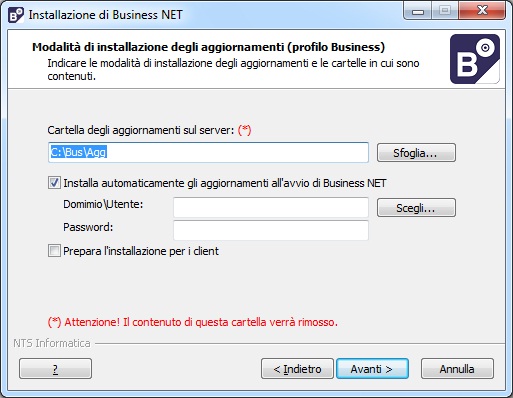 Installazione di Business NET
Modalità di installazione degli aggiornamenti (profilo Business)
Indicare le modalità di installazione degli aggiornamenti e le cartelle in cui sono
contenuti.
B
Cartella degli aggiornamenti sul server: (*)
C:\Bus\Agg
Sfoglia...
Installa automaticamente gli aggiornamenti all'avvio di Business NET
Domimio\Utente:
Scegli...
Password:
Prepara l'installazione per i client
(*) Attenzione! Il contenuto di questa cartella verrà rimosso.
NTS Informatica
?
< Indietro
Avanti >
Annulla